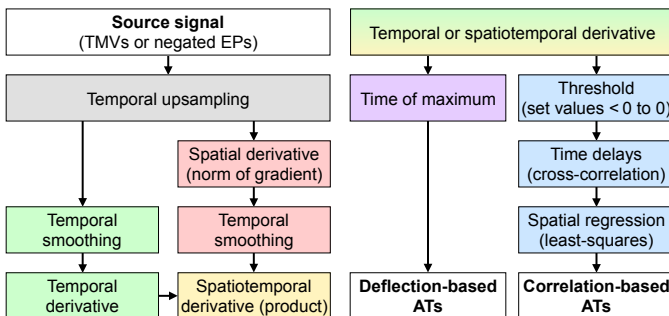 Source signal
(TMVs or negated EPs)
Temporal upsampling
Spatial derivative
(norm of gradient)
Temporal
smoothing
Temporal
smoothing
Temporal
derivative
Spatiotemporal
derivative (product)
Temporal or spatiotemporal derivative
Time of maximum
Threshold
(set values < 0 to 0)
Time delays
(cross-correlation)
Spatial regression
(least-squares)
Deflection-based
ATs
Correlation-based
ATs